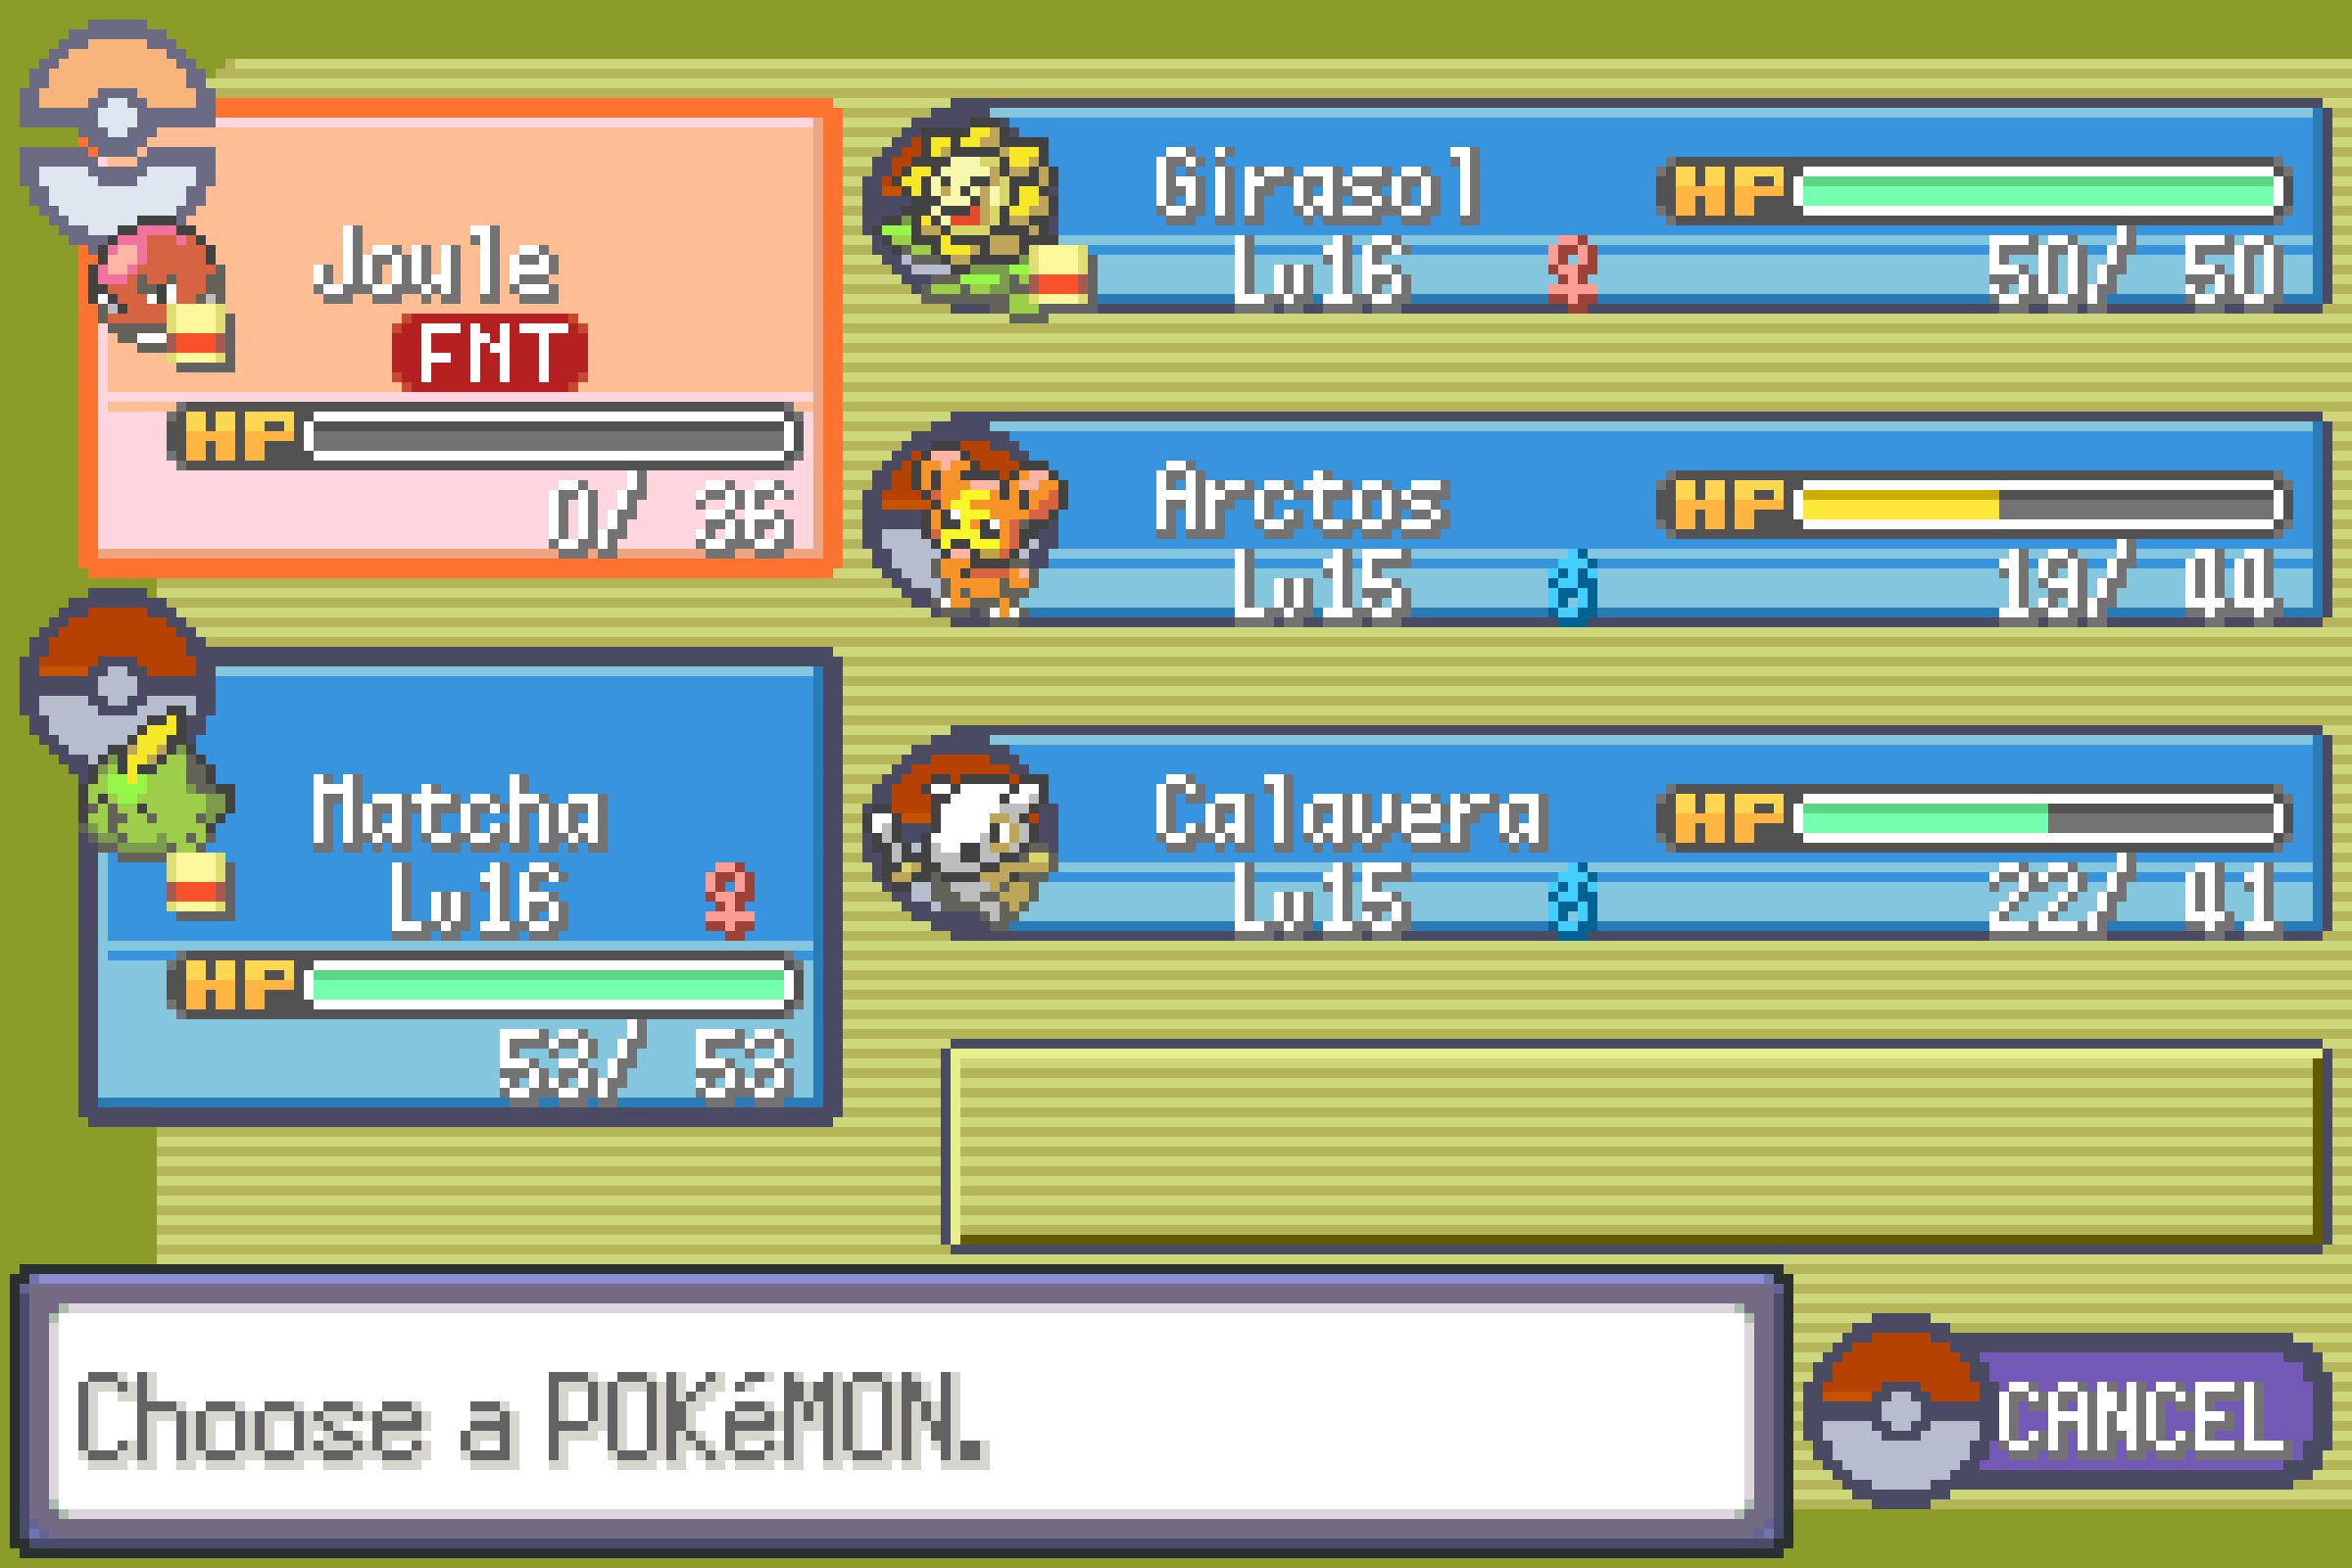 Joule
FNT
HP
0/ 36
Matcha
Lv16 ♀
HP
53/ 53
Girasol HP
Lv16 ♀ 50/ 50
Arctos HP
Lv15 ♂ 19/ 44
Calavera HP
Lv15 ♂ 22/ 41
Choose a POKéMON.
CANCEL